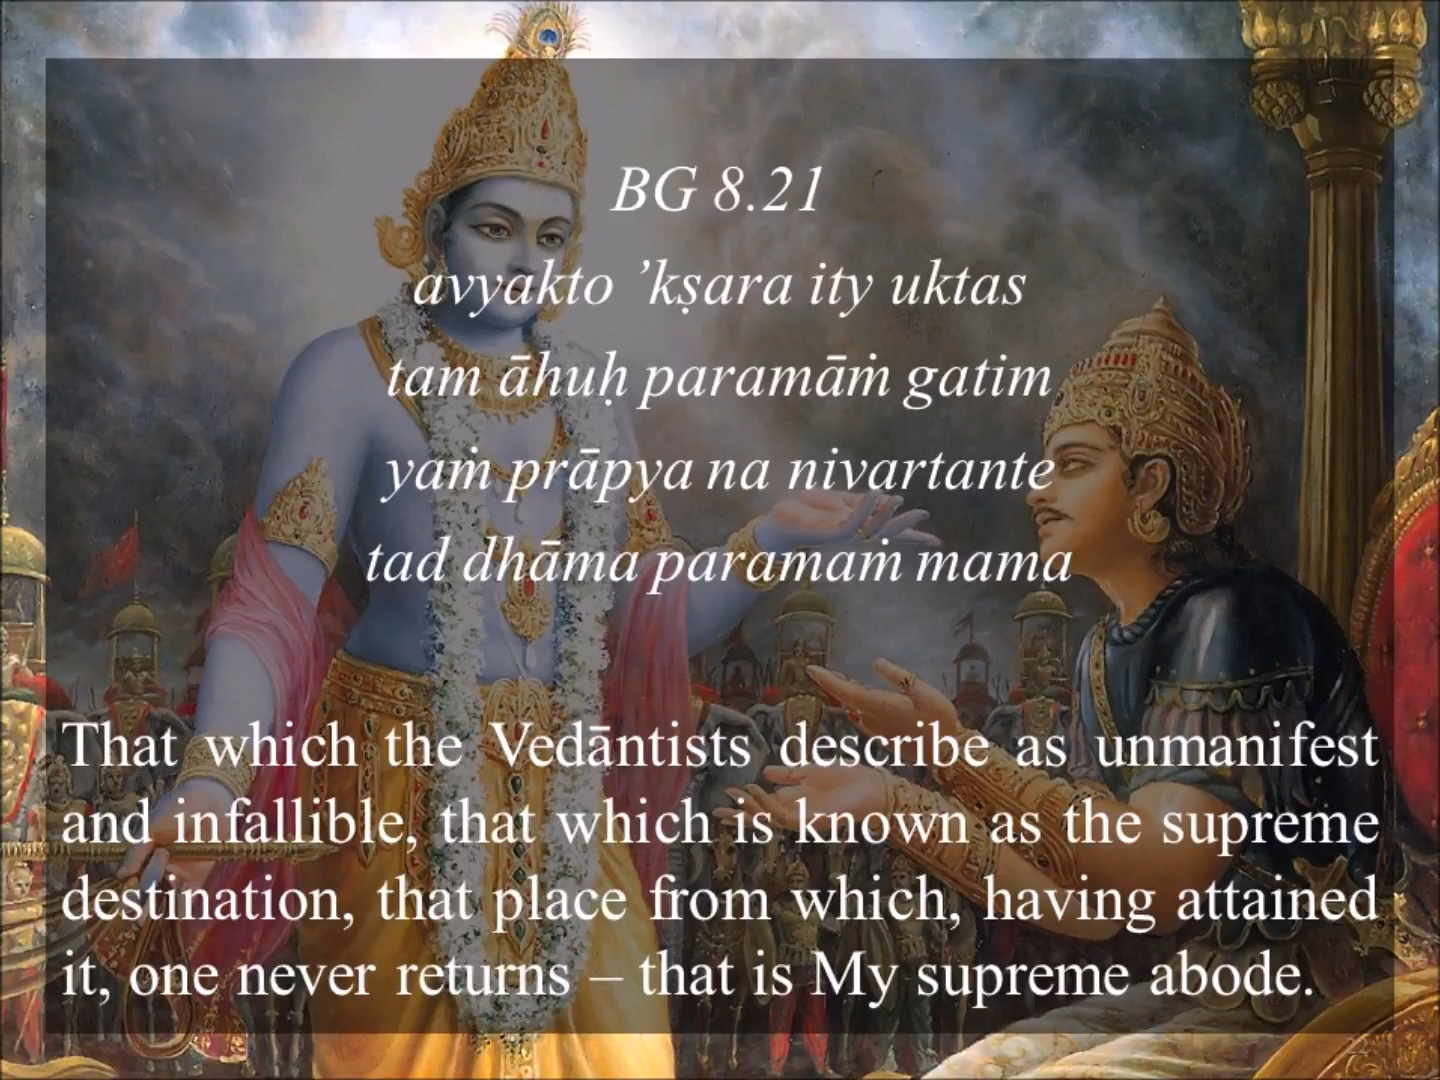 BG 8.21
avyakto ’kṣara ity uktas
tam āhuḥ paramāṁ gatim
yaṁ prāpya na nivartante
tad dhāma paramaṁ mama
That which the Vedāntists describe as unmanifest
and infallible, that which is known as the supreme
destination, that place from which, having attained
it, one never returns – that is My supreme abode.